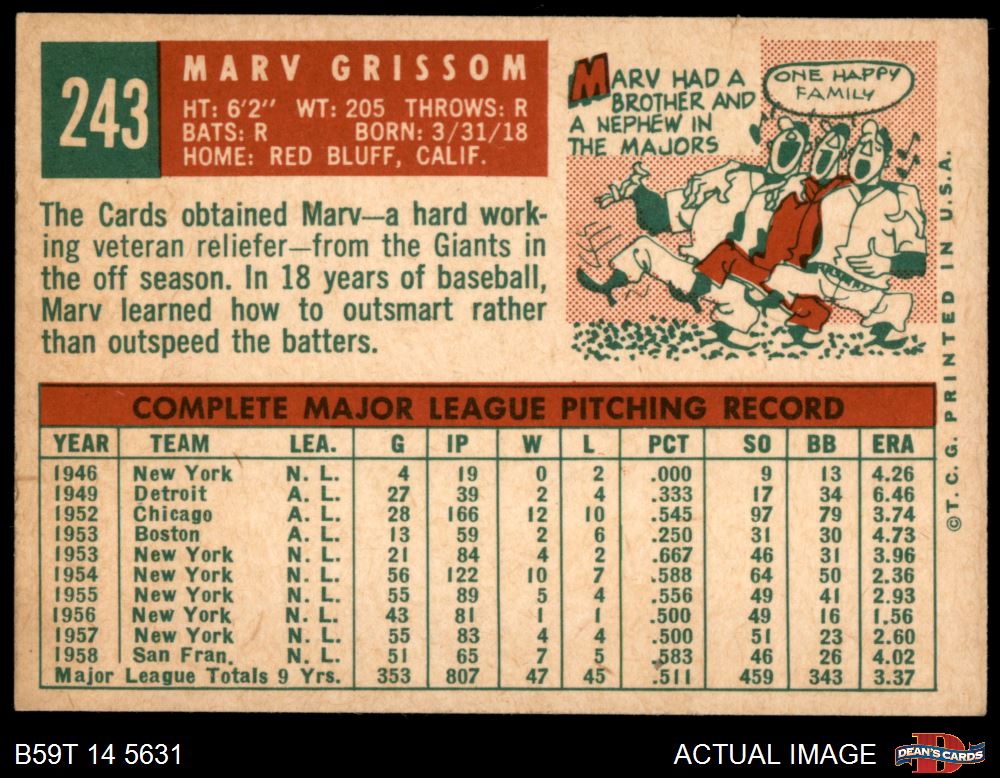 243
MARV GRISSOM
HT: 6'2" WT: 205 THROWS: R
BATS: R BORN: 3/31/18
HOME: RED BLUFF, CALIF.
The Cards obtained Marv—a hard work-
ing veteran reliefer—from the Giants in
the off season. In 18 years of baseball,
Marv learned how to outsmart rather
than outspeed the batters.
MARV HAD A
BROTHER AND
A NEPHEW IN
THE MAJORS
ONE HAPPY
FAMILY
COMPLETE MAJOR LEAGUE PITCHING RECORD
YEAR TEAM LEA. G IP W L PCT SO BB ERA
1946 New York N. L. 4 19 0 2 .000 9 13 4.26
1949 Detroit A. L. 27 39 2 4 .333 17 34 6.46
1952 Chicago A. L. 28 166 12 10 .545 97 79 3.74
1953 Boston A. L. 13 59 2 6 .250 31 30 4.73
1953 New York N. L. 21 84 4 2 .667 46 31 3.96
1954 New York N. L. 56 122 10 7 .588 64 50 2.36
1955 New York N. L. 55 89 5 4 .556 49 41 2.93
1956 New York N. L. 43 81 1 1 .500 49 16 1.56
1957 New York N. L. 55 83 4 4 .500 51 23 2.60
1958 San Fran. N. L. 51 65 7 5 .583 46 26 4.02
Major League Totals 9 Yrs. 353 807 47 45 .511 459 343 3.37
©T. C. G. PRINTED IN U.S.A.
B59T 14 5631
ACTUAL IMAGE
D
DEAN'S CARDS